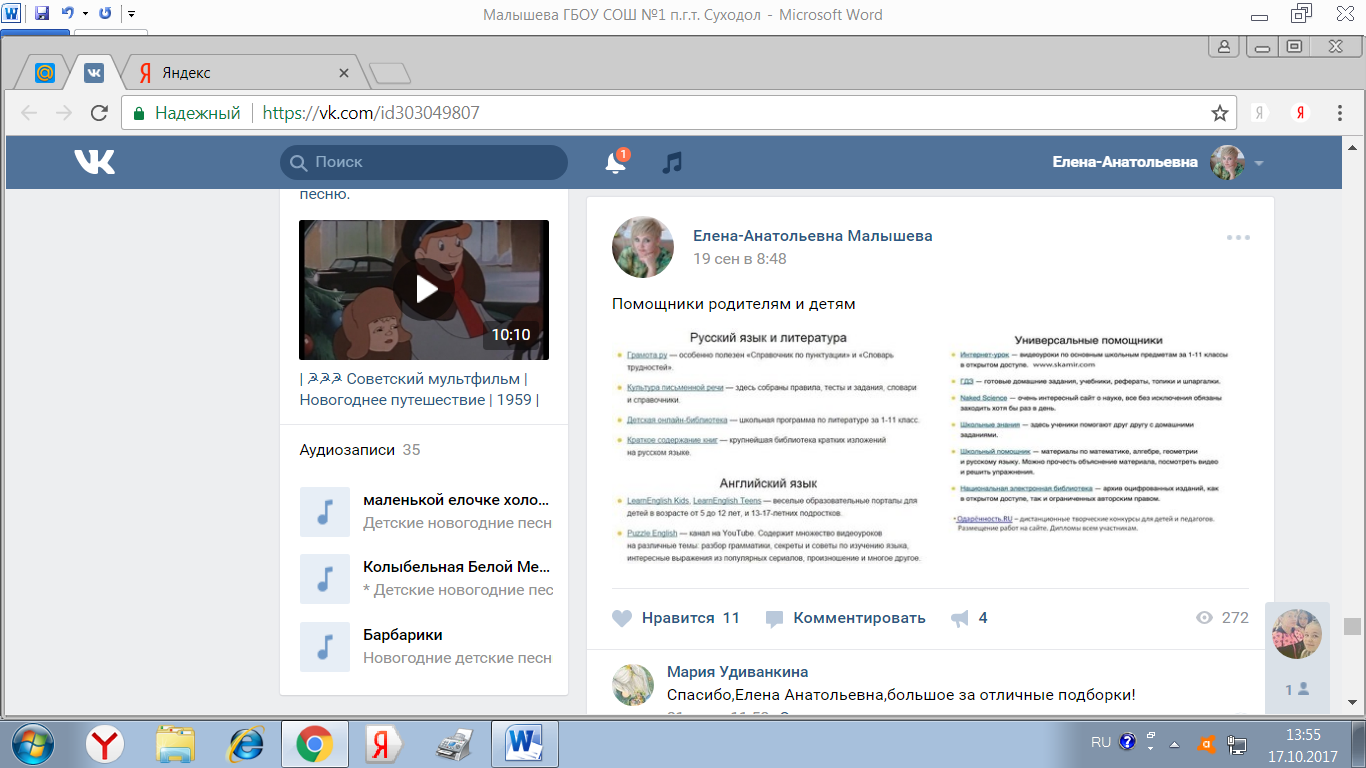 Малышева ГБОУ СОШ №1 п.г.т. Суходол - Microsoft Word
Яндекс
Надежный
https://vk.com/id303049807
Поиск
1
Елена-Анатольевна
песню.
10:10
| ☭☭☭ Советский мультфильм |
Новогоднее путешествие | 1959 |
Аудиозаписи 35
маленькой елочке холо...
Детские новогодние песн
Колыбельная Белой Ме...
* Детские новогодние пес
Барбарики
Новогодние детские песн
Елена-Анатольевна Малышева
19 сен в 8:48
Помощники родителям и детям
Русский язык и литература
Грамота.ру — особенно полезен «Справочник по пунктуации» и «Словарь
трудностей».
Культура письменной речи — здесь собраны правила, тесты и задания, словари
и справочники.
Детская онлайн-библиотека — школьная программа по литературе за 1-11 класс.
Краткое содержание книг — крупнейшая библиотека кратких изложений
на русском языке.
Английский язык
LearnEnglish Kids, LearnEnglish Teens — веселые образовательные порталы для
детей в возрасте от 5 до 12 лет, и 13-17-летних подростков.
Puzzle English — канал на YouTube. Содержит множество видеоуроков
на различные темы: разбор грамматики, секреты и советы по изучению языка,
интересные выражения из популярных сериалов, произношение и многое другое.
Универсальные помощники
Интернет-урок — видеоуроки по основным школьным предметам за 1-11 классы
в открытом доступе. www.skamir.com
ГДЗ — готовые домашние задания, учебники, рефераты, топики и шпаргалки.
Naked Science — очень интересный сайт о науке, все без исключения обязаны
заходить хотя бы раз в день.
Школьные знания — здесь ученики помогают друг другу с домашними
заданиями.
Школьный помощник — материалы по математике, алгебре, геометрии
и русскому языку. Можно прочесть объяснение материала, посмотреть видео
и решить упражнения.
Национальная электронная библиотека — архив оцифрованных изданий, как
в открытом доступе, так и ограниченных авторским правом.
• Одарённость.RU – дистанционные творческие конкурсы для детей и педагогов.
Размещение работ на сайте. Дипломы всем участникам.
Нравится 11
Комментировать
4
272
Мария Удиванкина
Спасибо,Елена Анатольевна,большое за отличные подборки!
1
RU
13:55
17.10.2017